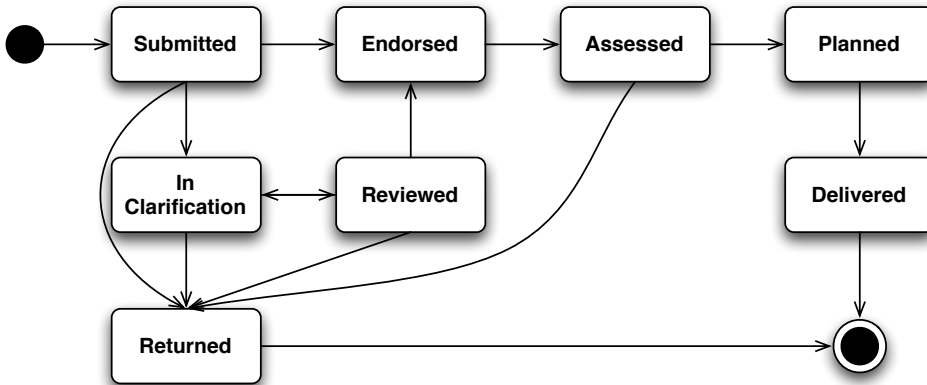 Submitted
Endorsed
Assessed
Planned
In
Clarification
Reviewed
Delivered
Returned